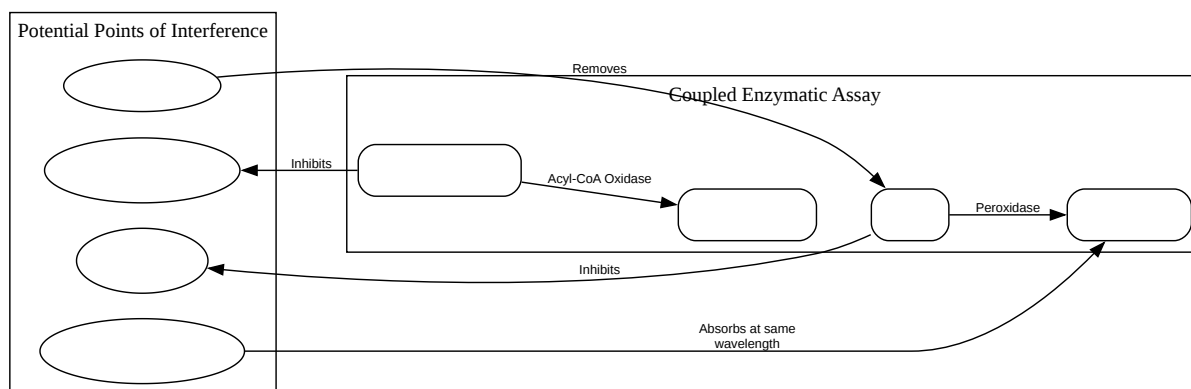 Potential Points of Interference
Removes
Coupled Enzymatic Assay
Inhibits
Acyl-CoA Oxidase
Peroxidase
Inhibits
Absorbs at same
wavelength